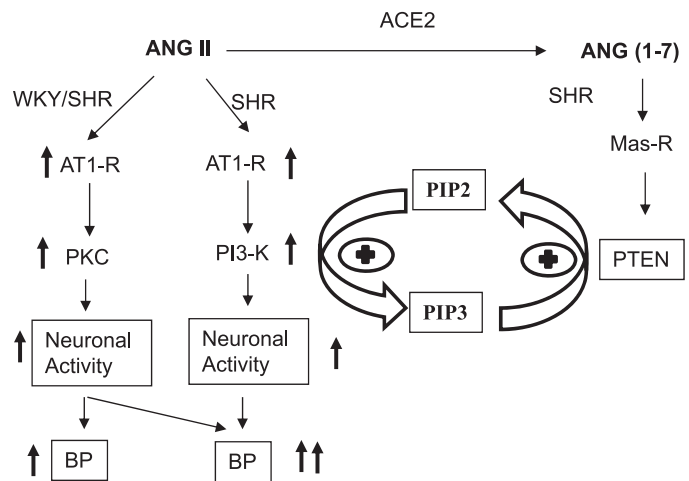 ACE2
ANG II
ANG (1-7)
WKY/SHR
SHR
SHR
AT1-R
AT1-R
Mas-R
PIP2
PKC
PI3-K
PTEN
PIP3
Neuronal
Activity
Neuronal
Activity
BP
BP